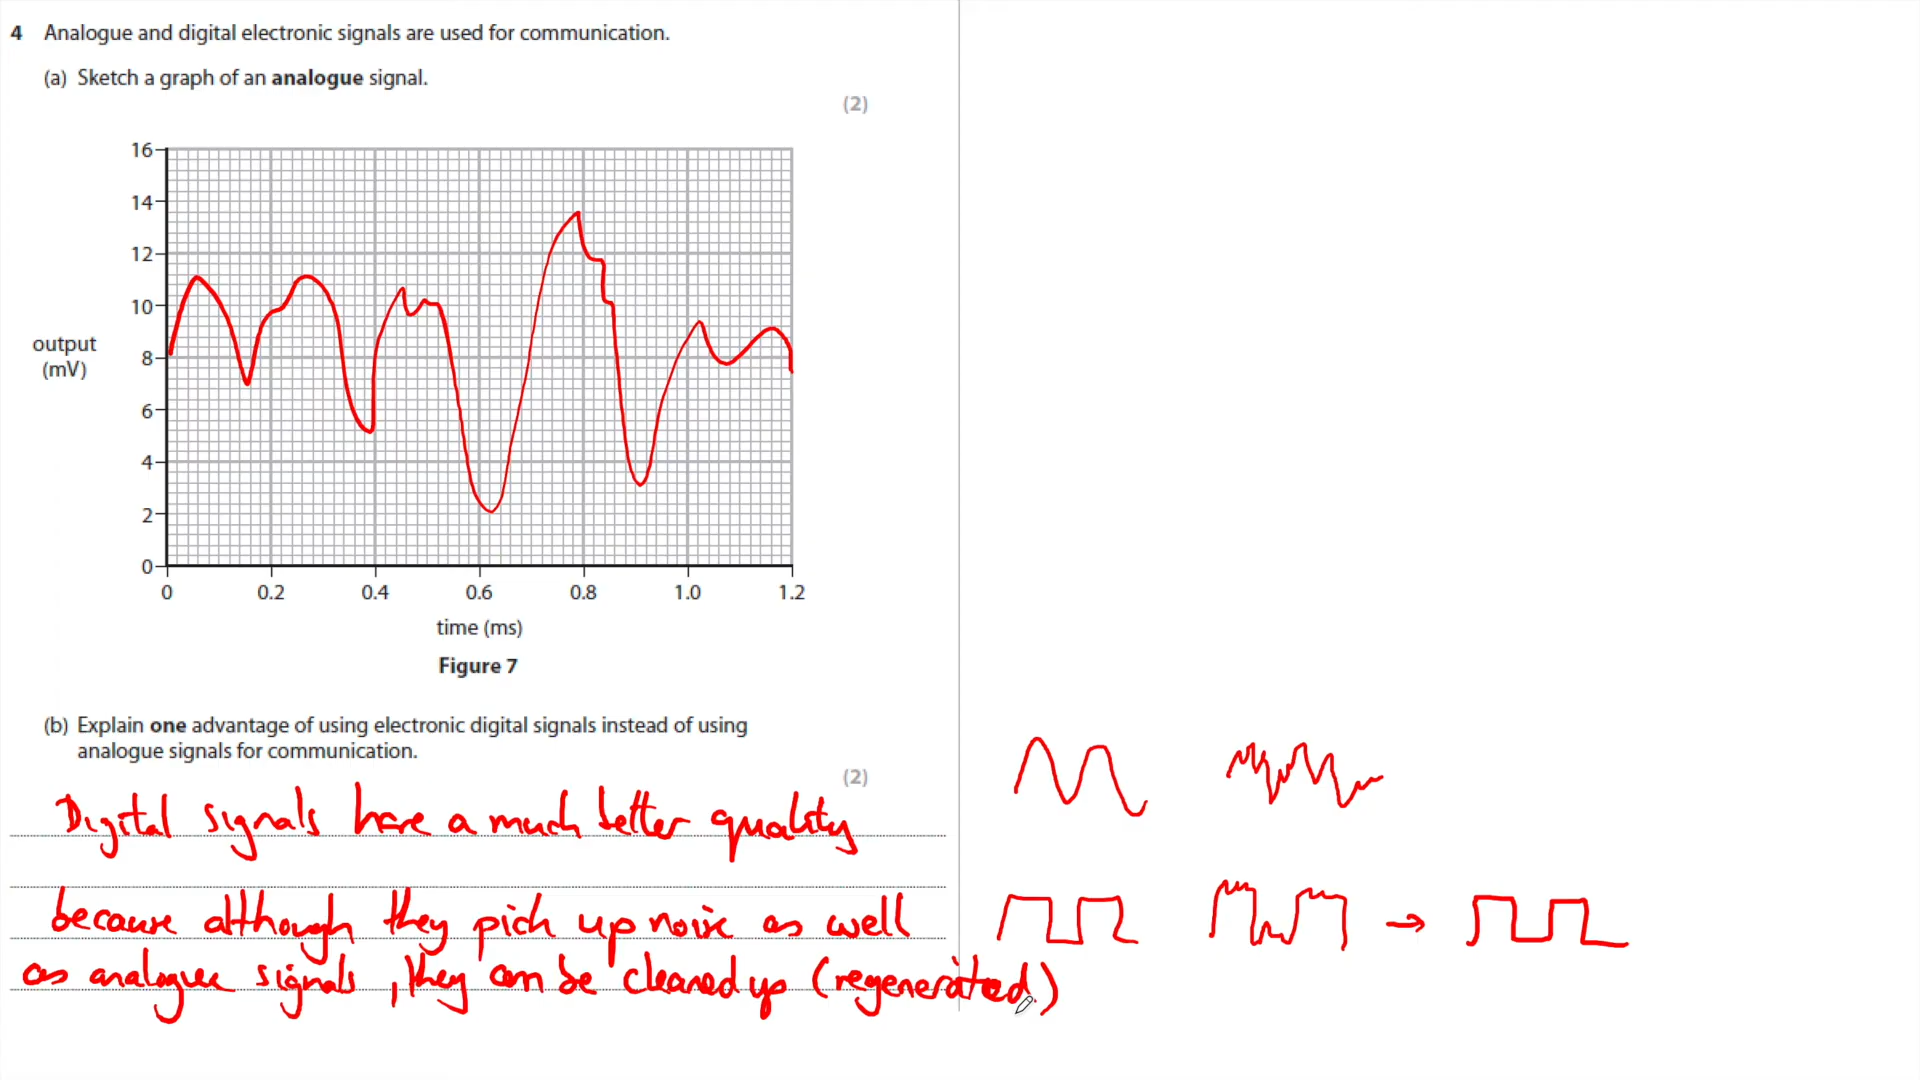 4 Analogue and digital electronic signals are used for communication.
(a) Sketch a graph of an analogue signal.
(2)
16
14
12
10
8
6
4
2
0
output
(mV)
0 0.2 0.4 0.6 0.8 1.0 1.2
time (ms)
Figure 7
(b) Explain one advantage of using electronic digital signals instead of using
analogue signals for communication.
(2)
Digital signals have a much better quality
because although they pick up noise as well
as analogue signals, they can be cleaned up (regenerated)